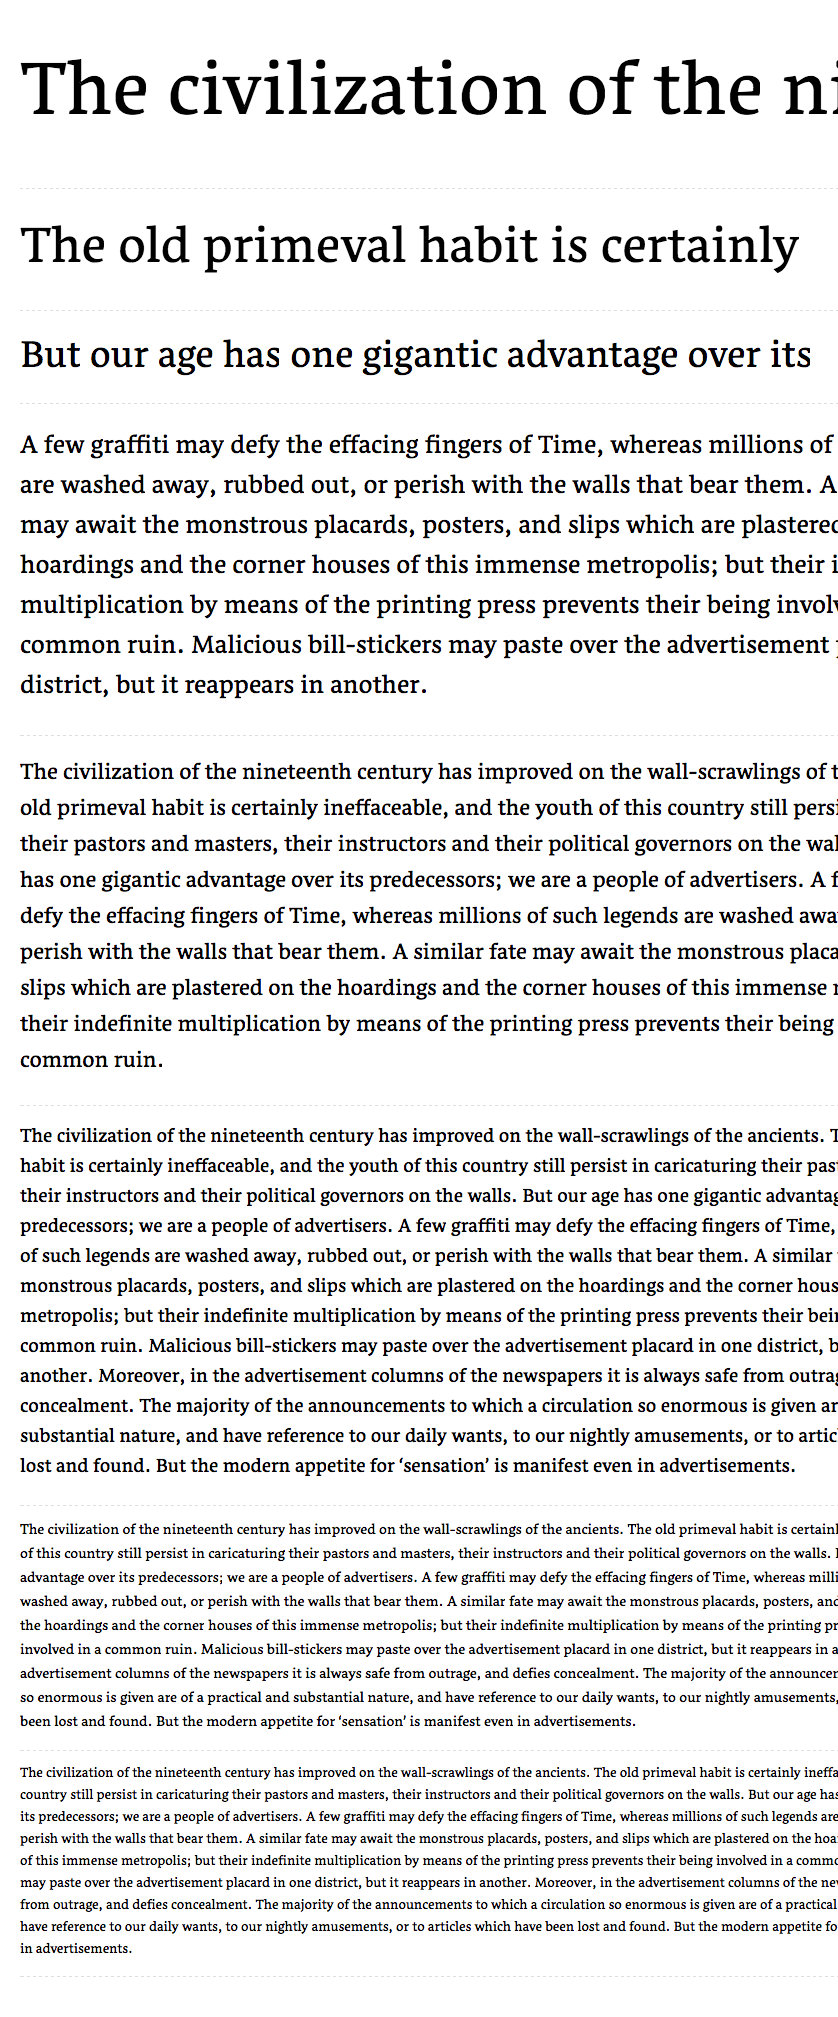 The civilization of the ni
The old primeval habit is certainly
But our age has one gigantic advantage over its
A few graffiti may defy the effacing fingers of Time, whereas millions of
are washed away, rubbed out, or perish with the walls that bear them. A
may await the monstrous placards, posters, and slips which are plastered
hoardings and the corner houses of this immense metropolis; but their i
multiplication by means of the printing press prevents their being involv
common ruin. Malicious bill-stickers may paste over the advertisement p
district, but it reappears in another.
The civilization of the nineteenth century has improved on the wall-scrawlings of t
old primeval habit is certainly ineffaceable, and the youth of this country still persi
their pastors and masters, their instructors and their political governors on the wal
has one gigantic advantage over its predecessors; we are a people of advertisers. A f
defy the effacing fingers of Time, whereas millions of such legends are washed awa
perish with the walls that bear them. A similar fate may await the monstrous placa
slips which are plastered on the hoardings and the corner houses of this immense m
their indefinite multiplication by means of the printing press prevents their being
common ruin.
The civilization of the nineteenth century has improved on the wall-scrawlings of the ancients. T
habit is certainly ineffaceable, and the youth of this country still persist in caricaturing their past
their instructors and their political governors on the walls. But our age has one gigantic advantag
predecessors; we are a people of advertisers. A few graffiti may defy the effacing fingers of Time,
of such legends are washed away, rubbed out, or perish with the walls that bear them. A similar
monstrous placards, posters, and slips which are plastered on the hoardings and the corner hous
metropolis; but their indefinite multiplication by means of the printing press prevents their bein
common ruin. Malicious bill-stickers may paste over the advertisement placard in one district, b
another. Moreover, in the advertisement columns of the newspapers it is always safe from outrag
concealment. The majority of the announcements to which a circulation so enormous is given ar
substantial nature, and have reference to our daily wants, to our nightly amusements, or to artic
lost and found. But the modern appetite for ‘sensation’ is manifest even in advertisements.
The civilization of the nineteenth century has improved on the wall-scrawlings of the ancients. The old primeval habit is certainl
of this country still persist in caricaturing their pastors and masters, their instructors and their political governors on the walls.
advantage over its predecessors; we are a people of advertisers. A few graffiti may defy the effacing fingers of Time, whereas milli
washed away, rubbed out, or perish with the walls that bear them. A similar fate may await the monstrous placards, posters, and
the hoardings and the corner houses of this immense metropolis; but their indefinite multiplication by means of the printing pr
involved in a common ruin. Malicious bill-stickers may paste over the advertisement placard in one district, but it reappears in a
advertisement columns of the newspapers it is always safe from outrage, and defies concealment. The majority of the announcem
so enormous is given are of a practical and substantial nature, and have reference to our daily wants, to our nightly amusements,
been lost and found. But the modern appetite for ‘sensation’ is manifest even in advertisements.
The civilization of the nineteenth century has improved on the wall-scrawlings of the ancients. The old primeval habit is certainly ineffa
country still persist in caricaturing their pastors and masters, their instructors and their political governors on the walls. But our age has
its predecessors; we are a people of advertisers. A few graffiti may defy the effacing fingers of Time, whereas millions of such legends are
perish with the walls that bear them. A similar fate may await the monstrous placards, posters, and slips which are plastered on the hoa
of this immense metropolis; but their indefinite multiplication by means of the printing press prevents their being involved in a commo
may paste over the advertisement placard in one district, but it reappears in another. Moreover, in the advertisement columns of the ne
from outrage, and defies concealment. The majority of the announcements to which a circulation so enormous is given are of a practical
have reference to our daily wants, to our nightly amusements, or to articles which have been lost and found. But the modern appetite fo
in advertisements.